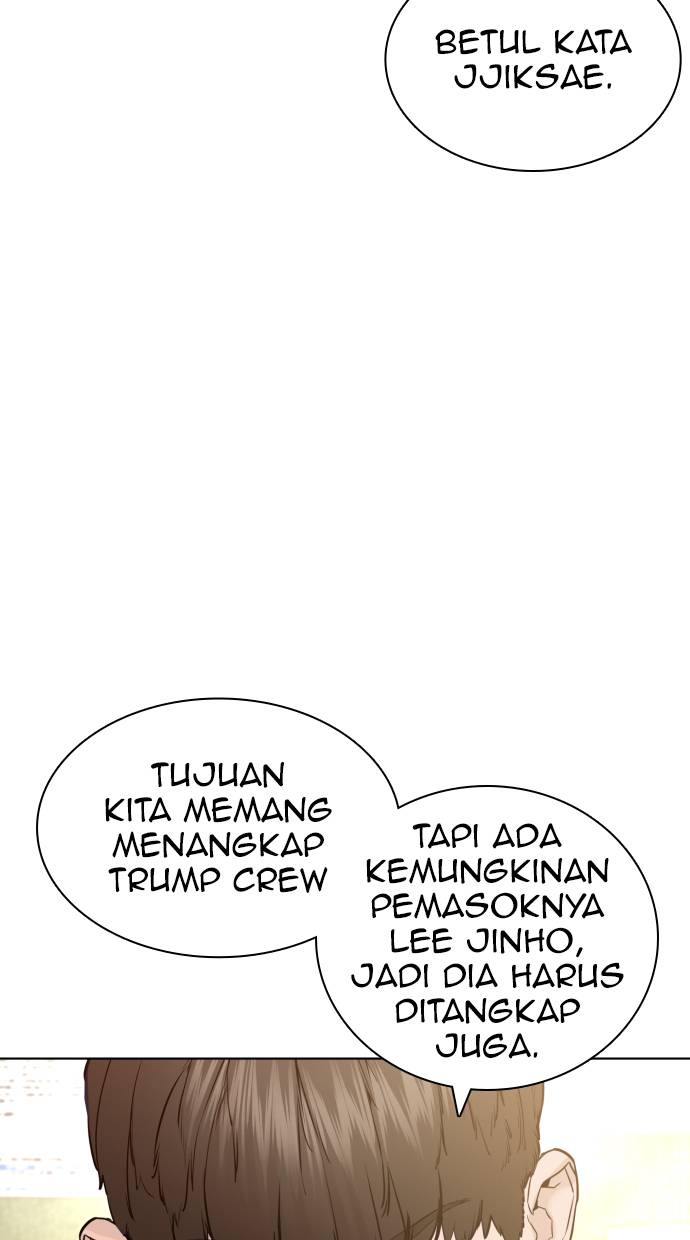 BETUL KATA
JJIKSAE.
TUJUAN
KITA MEMANG
MENANGKAP
TRUMP CREW
TAPI ADA
KEMUNGKINAN
PEMASOKNYA
LEE JINHO,
JADI DIA HARUS
DITANGKAP
JUGA.